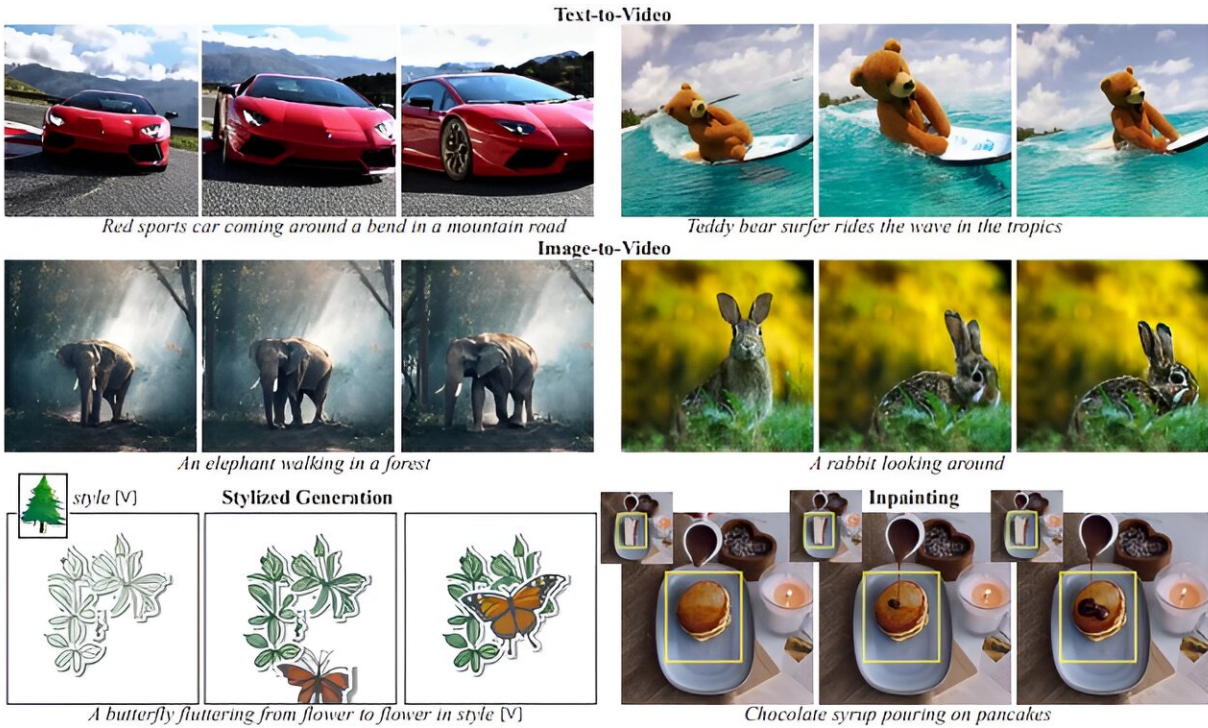 Text-to-Video
Red sports car coming around a bend in a mountain road
Teddy bear surfer rides the wave in the tropics
Image-to-Video
An elephant walking in a forest
A rabbit looking around
style [V]
Stylized Generation
Inpainting
A butterfly fluttering from flower to flower in style [V]
Chocolate syrup pouring on pancakes